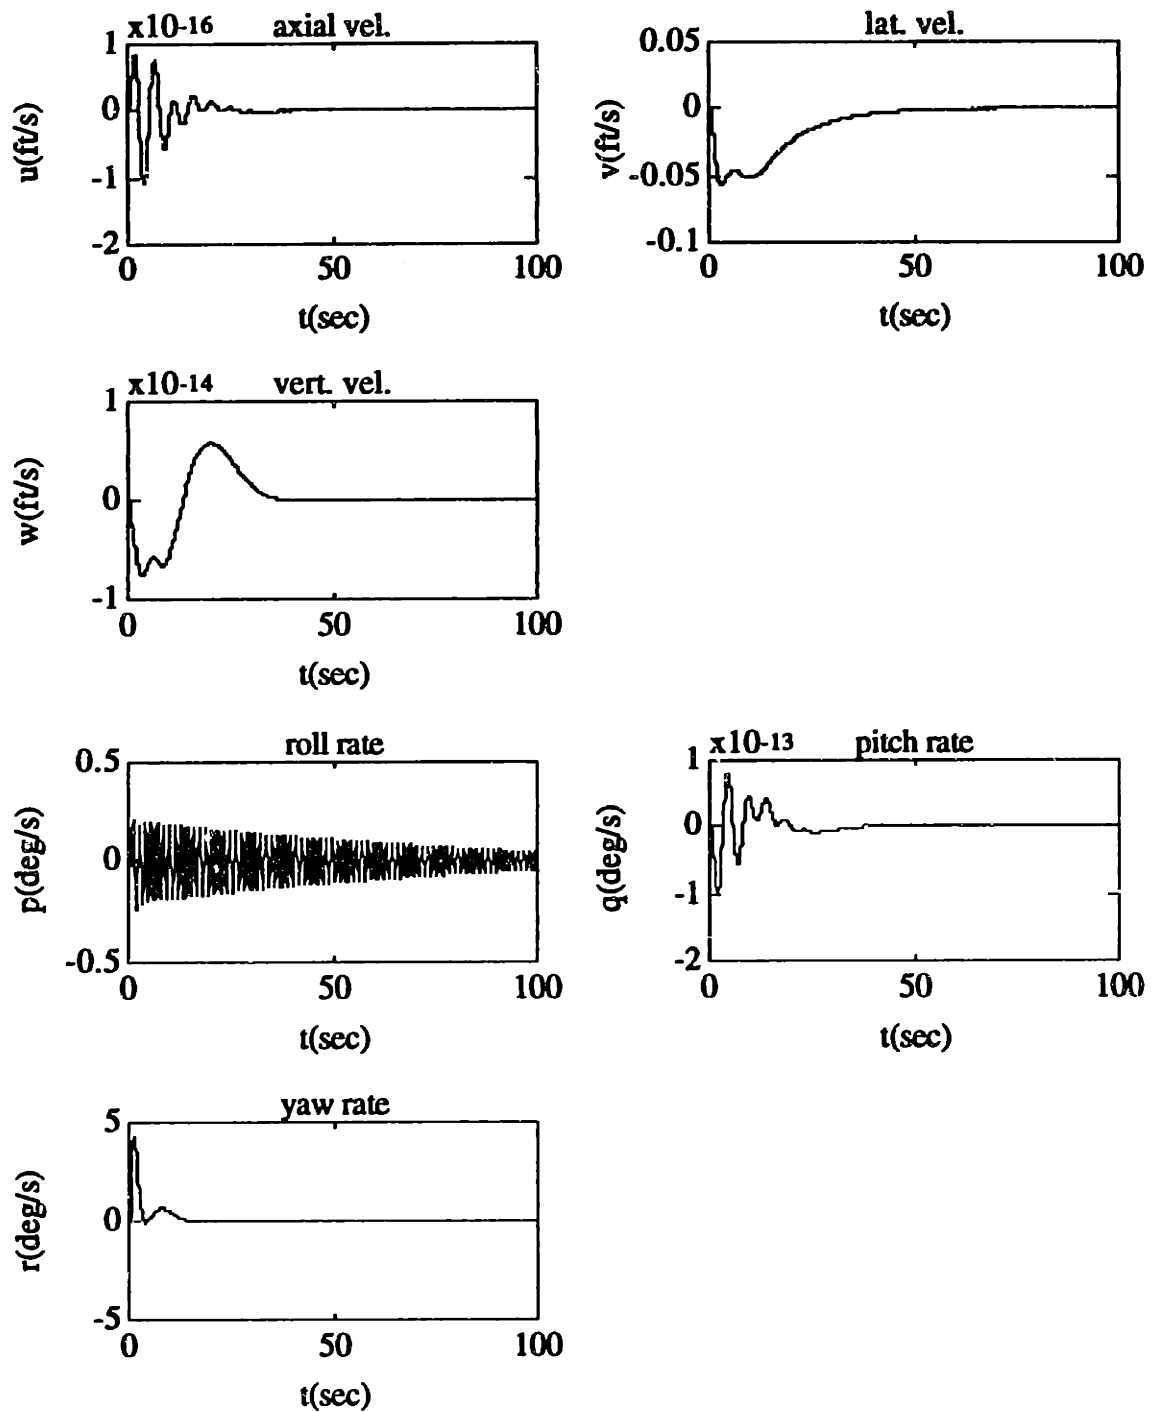 x10-16 axial vel.
1
0
-1
-2
u(ft/s)
0 50 100
t(sec)
lat. vel.
0.05
0
-0.05
-0.1
v(ft/s)
0 50 100
t(sec)
x10-14 vert. vel.
1
0
-1
w(ft/s)
0 50 100
t(sec)
roll rate
0.5
0
-0.5
p(deg/s)
0 50 100
t(sec)
x10-13 pitch rate
1
0
-1
-2
q(deg/s)
0 50 100
t(sec)
yaw rate
5
0
-5
r(deg/s)
0 50 100
t(sec)